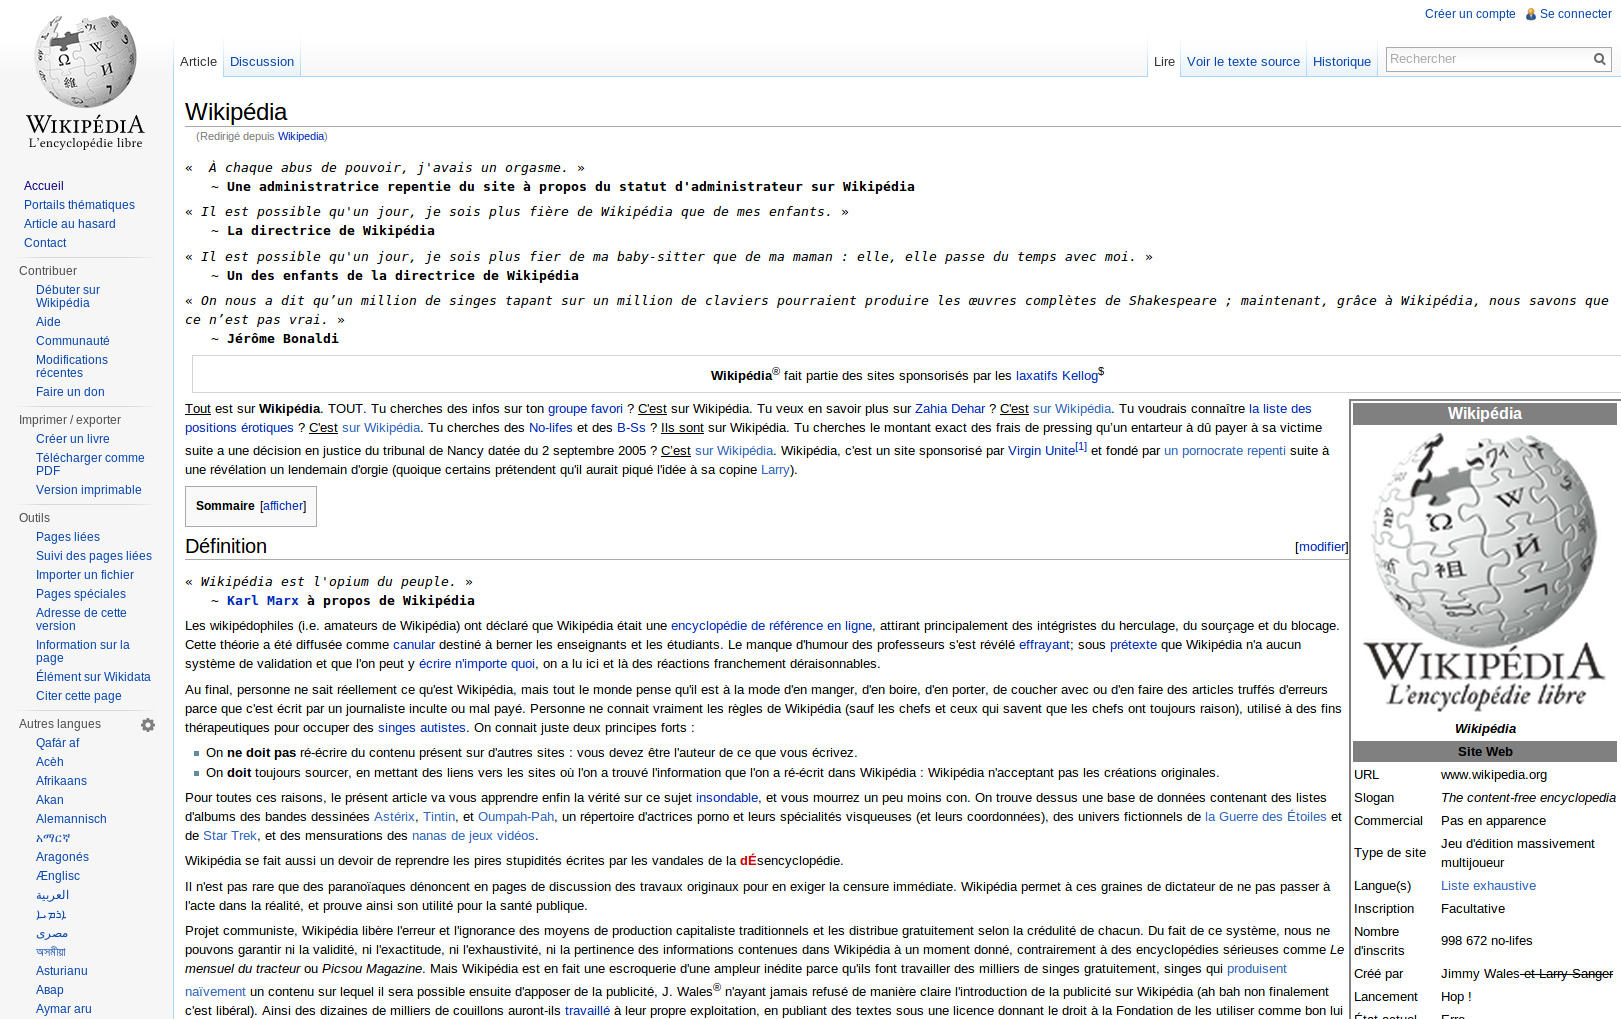 Créer un compte
Se connecter
WIKIPÉDIA
L'encyclopédie libre
Article
Discussion
Lire
Voir le texte source
Historique
Rechercher
Accueil
Portails thématiques
Article au hasard
Contact
Contribuer
Débuter sur
Wikipédia
Aide
Communauté
Modifications
récentes
Faire un don
Imprimer / exporter
Créer un livre
Télécharger comme
PDF
Version imprimable
Outils
Pages liées
Suivi des pages liées
Importer un fichier
Pages spéciales
Adresse de cette
version
Information sur la
page
Élément sur Wikidata
Citer cette page
Autres langues
Qafár af
Acèh
Afrikaans
Akan
Alemannisch
አማርኛ
Aragonés
Ænglisc
العربية
ܐܪܡܝܐ
مصرى
অসমীয়া
Asturianu
Авар
Aymar aru
Wikipédia
(Redirigé depuis Wikipedia)
«  À chaque abus de pouvoir, j'avais un orgasme. »
~ Une administratrice repentie du site à propos du statut d'administrateur sur Wikipédia
« Il est possible qu'un jour, je sois plus fière de Wikipédia que de mes enfants. »
~ La directrice de Wikipédia
« Il est possible qu'un jour, je sois plus fier de ma baby-sitter que de ma maman : elle, elle passe du temps avec moi. »
~ Un des enfants de la directrice de Wikipédia
« On nous a dit qu’un million de singes tapant sur un million de claviers pourraient produire les œuvres complètes de Shakespeare ; maintenant, grâce à Wikipédia, nous savons que
ce n’est pas vrai. »
~ Jérôme Bonaldi
Wikipédia® fait partie des sites sponsorisés par les laxatifs Kellog$
Tout est sur Wikipédia. TOUT. Tu cherches des infos sur ton groupe favori ? C'est sur Wikipédia. Tu veux en savoir plus sur Zahia Dehar ? C'est sur Wikipédia. Tu voudrais connaître la liste des
positions érotiques ? C'est sur Wikipédia. Tu cherches des No-lifes et des B-Ss ? Ils sont sur Wikipédia. Tu cherches le montant exact des frais de pressing qu'un entarteur à dû payer à sa victime
suite a une décision en justice du tribunal de Nancy datée du 2 septembre 2005 ? C'est sur Wikipédia. Wikipédia, c'est un site sponsorisé par Virgin Unite[1] et fondé par un pornocrate repenti suite à
une révélation un lendemain d'orgie (quoique certains prétendent qu'il aurait piqué l'idée à sa copine Larry).
Sommaire [afficher]
Définition
[modifier]
« Wikipédia est l'opium du peuple. »
~ Karl Marx à propos de Wikipédia
Les wikipédophiles (i.e. amateurs de Wikipédia) ont déclaré que Wikipédia était une encyclopédie de référence en ligne, attirant principalement des intégristes du herculage, du sourçage et du blocage.
Cette théorie a été diffusée comme canular destiné à berner les enseignants et les étudiants. Le manque d'humour des professeurs s'est révélé effrayant; sous prétexte que Wikipédia n'a aucun
système de validation et que l'on peut y écrire n'importe quoi, on a lu ici et là des réactions franchement déraisonnables.
Au final, personne ne sait réellement ce qu'est Wikipédia, mais tout le monde pense qu'il est à la mode d'en manger, d'en boire, d'en porter, de coucher avec ou d'en faire des articles truffés d'erreurs
parce que c'est écrit par un journaliste inculte ou mal payé. Personne ne connait vraiment les règles de Wikipédia (sauf les chefs et ceux qui savent que les chefs ont toujours raison), utilisé à des fins
thérapeutiques pour occuper des singes autistes. On connait juste deux principes forts :
On ne doit pas ré-écrire du contenu présent sur d'autres sites : vous devez être l'auteur de ce que vous écrivez.
On doit toujours sourcer, en mettant des liens vers les sites où l'on a trouvé l'information que l'on a ré-écrit dans Wikipédia : Wikipédia n'acceptant pas les créations originales.
Pour toutes ces raisons, le présent article va vous apprendre enfin la vérité sur ce sujet insondable, et vous mourrez un peu moins con. On trouve dessus une base de données contenant des listes
d'albums des bandes dessinées Astérix, Tintin, et Oumpah-Pah, un répertoire d'actrices porno et leurs spécialités visqueuses (et leurs coordonnées), des univers fictionnels de la Guerre des Étoiles et
de Star Trek, et des mensurations des nanas de jeux vidéos.
Wikipédia se fait aussi un devoir de reprendre les pires stupidités écrites par les vandales de la dÉsencyclopédie.
Il n'est pas rare que des paranoïaques dénoncent en pages de discussion des travaux originaux pour en exiger la censure immédiate. Wikipédia permet à ces graines de dictateur de ne pas passer à
l'acte dans la réalité, et prouve ainsi son utilité pour la santé publique.
Projet communiste, Wikipédia libère l'erreur et l'ignorance des moyens de production capitaliste traditionnels et les distribue gratuitement selon la crédulité de chacun. Du fait de ce système, nous ne
pouvons garantir ni la validité, ni l'exactitude, ni l'exhaustivité, ni la pertinence des informations contenues dans Wikipédia à un moment donné, contrairement à des encyclopédies sérieuses comme Le
mensuel du tracteur ou Picsou Magazine. Mais Wikipédia est en fait une escroquerie d'une ampleur inédite parce qu'ils font travailler des milliers de singes gratuitement, singes qui produisent
naïvement un contenu sur lequel il sera possible ensuite d'apposer de la publicité, J. Wales® n'ayant jamais refusé de manière claire l'introduction de la publicité sur Wikipédia (ah bah non finalement
c'est libéral). Ainsi des dizaines de milliers de couillons auront-ils travaillé à leur propre exploitation, en publiant des textes sous une licence donnant le droit à la Fondation de les utiliser comme bon lui
Wikipédia
WIKIPÉDIA
L'encyclopédie libre
Wikipédia
Site Web
URL www.wikipedia.org
Slogan The content-free encyclopedia
Commercial Pas en apparence
Type de site Jeu d'édition massivement
multijoueur
Langue(s) Liste exhaustive
Inscription Facultative
Nombre
d'inscrits 998 672 no-lifes
Créé par Jimmy Wales et Larry Sanger
Lancement Hop !
État actuel Erro